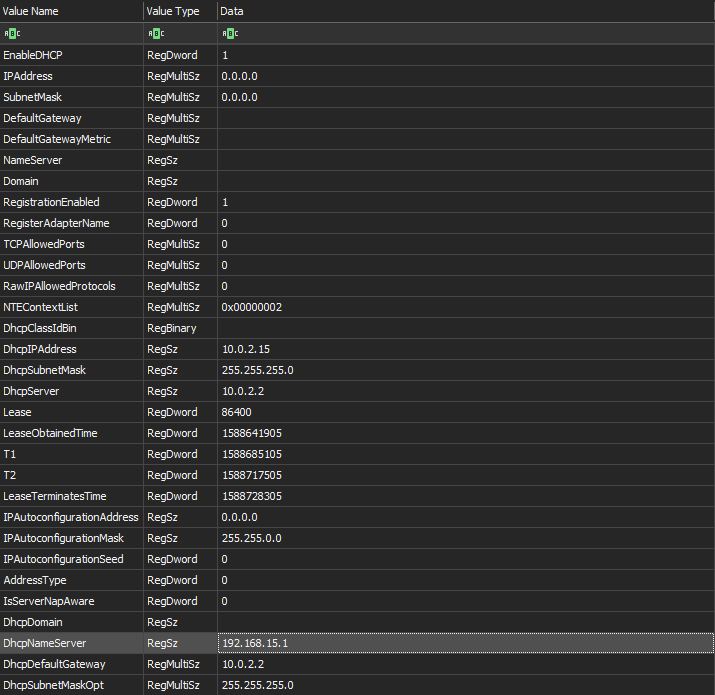 Value Name Value Type Data
ABC ABC ABC
EnableDHCP RegDword 1
IPAddress RegMultiSz 0.0.0.0
SubnetMask RegMultiSz 0.0.0.0
DefaultGateway RegMultiSz
DefaultGatewayMetric RegMultiSz
NameServer RegSz
Domain RegSz
RegistrationEnabled RegDword 1
RegisterAdapterName RegDword 0
TCPAllowedPorts RegMultiSz 0
UDPAllowedPorts RegMultiSz 0
RawIPAllowedProtocols RegMultiSz 0
NTEContextList RegMultiSz 0x00000002
DhcpClassIdBin RegBinary
DhcpIPAddress RegSz 10.0.2.15
DhcpSubnetMask RegSz 255.255.255.0
DhcpServer RegSz 10.0.2.2
Lease RegDword 86400
LeaseObtainedTime RegDword 1588641905
T1 RegDword 1588685105
T2 RegDword 1588717505
LeaseTerminatesTime RegDword 1588728305
IPAutoconfigurationAddress RegSz 0.0.0.0
IPAutoconfigurationMask RegSz 255.255.0.0
IPAutoconfigurationSeed RegDword 0
AddressType RegDword 0
IsServerNapAware RegDword 0
DhcpDomain RegSz
DhcpNameServer RegSz 192.168.15.1
DhcpDefaultGateway RegMultiSz 10.0.2.2
DhcpSubnetMaskOpt RegMultiSz 255.255.255.0